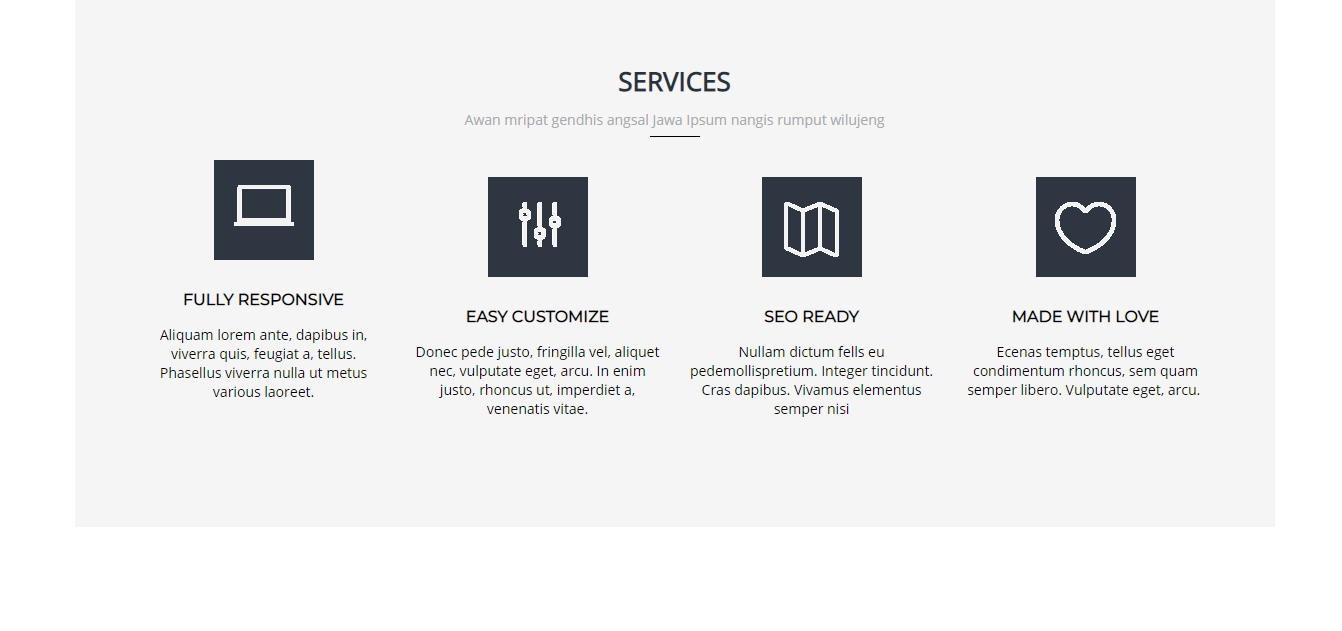 SERVICES
Awan mripat gendhis angsal Jawa Ipsum nangis rumput wilujeng
FULLY RESPONSIVE
Aliquam lorem ante, dapibus in,
viverra quis, feugiat a, tellus.
Phasellus viverra nulla ut metus
various laoreet.
EASY CUSTOMIZE
Donec pede justo, fringilla vel, aliquet
nec, vulputate eget, arcu. In enim
justo, rhoncus ut, imperdiet a,
venenatis vitae.
SEO READY
Nullam dictum fells eu
pedemollispretium. Integer tincidunt.
Cras dapibus. Vivamus elementus
semper nisi
MADE WITH LOVE
Ecenas temptus, tellus eget
condimentum rhoncus, sem quam
semper libero. Vulputate eget, arcu.